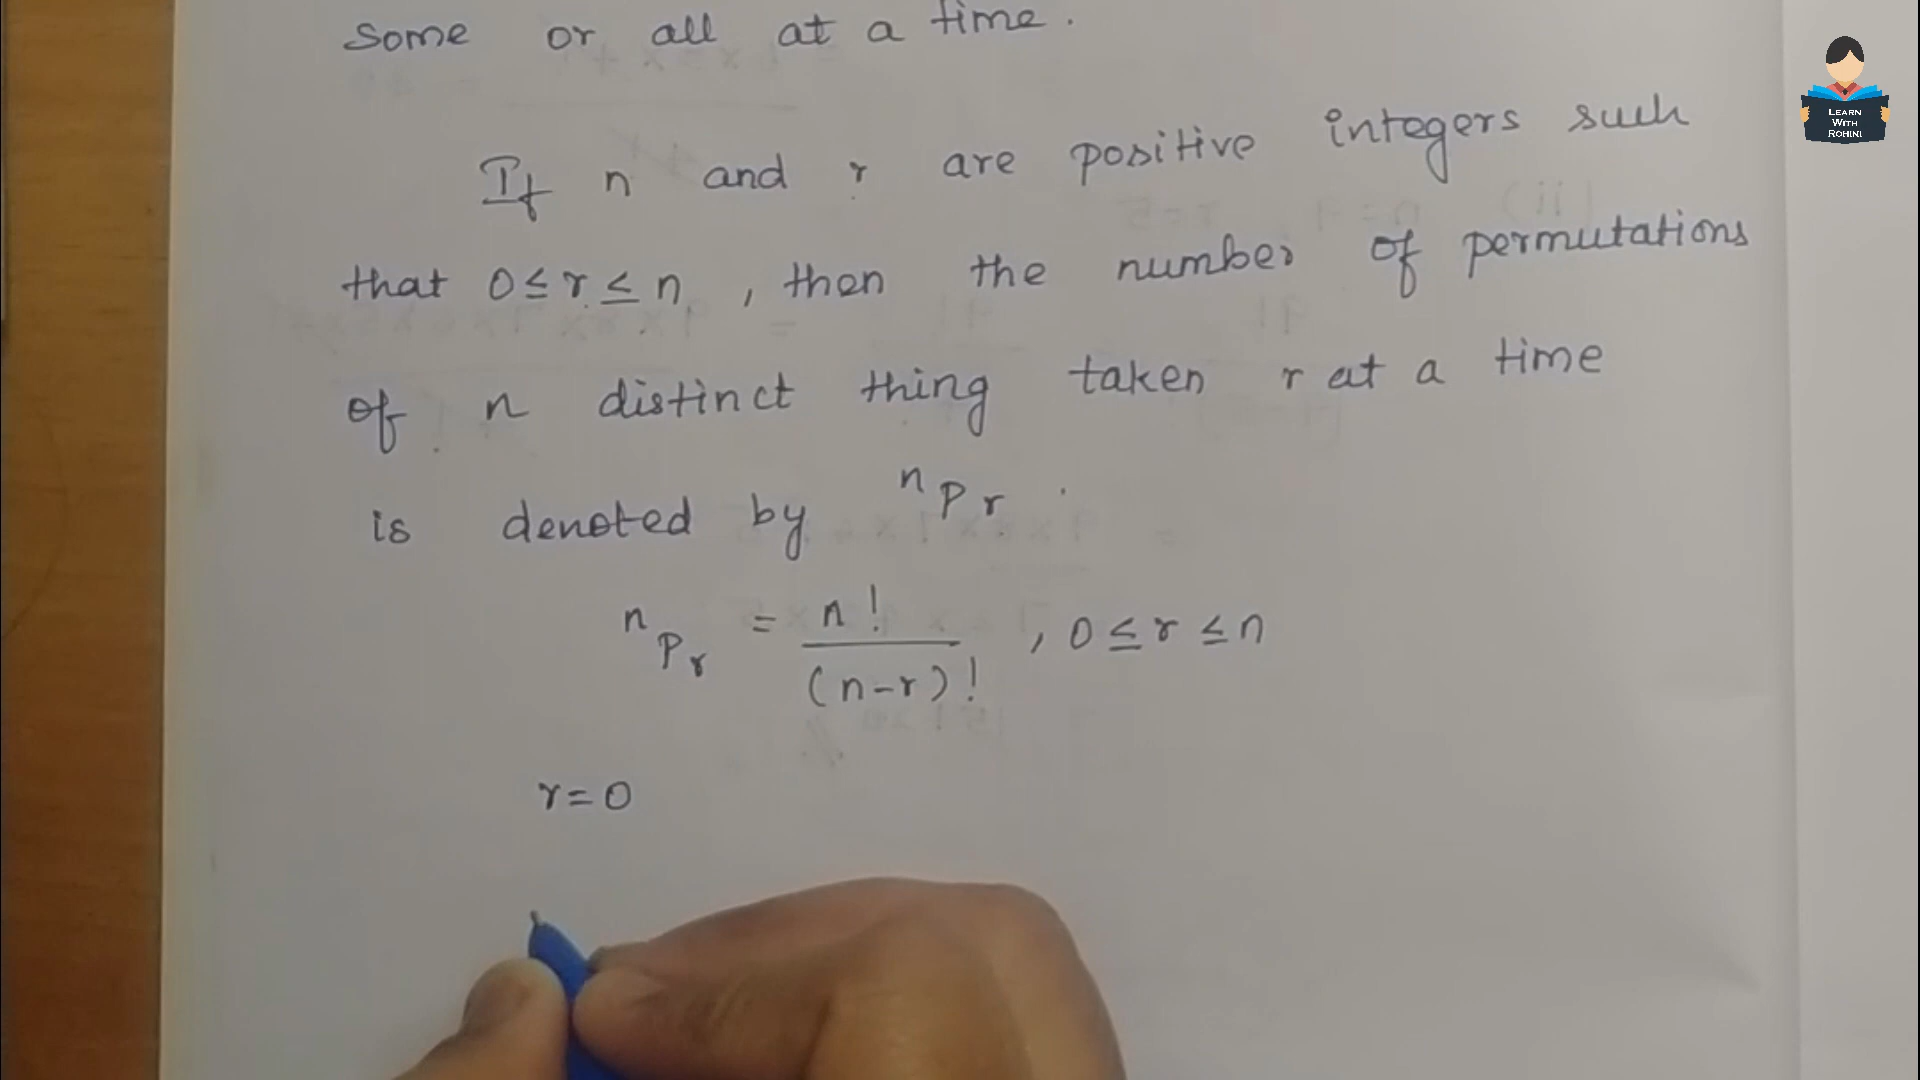 some or all at a time.
If n and r are positive integers such
that 0≤r≤n, then the number of permutations
of n distinct thing taken r at a time
is denoted by ⁿPr.
ⁿPr = n! / (n-r)! , 0≤r≤n
r=0
LEARN
WITH
ROHINI